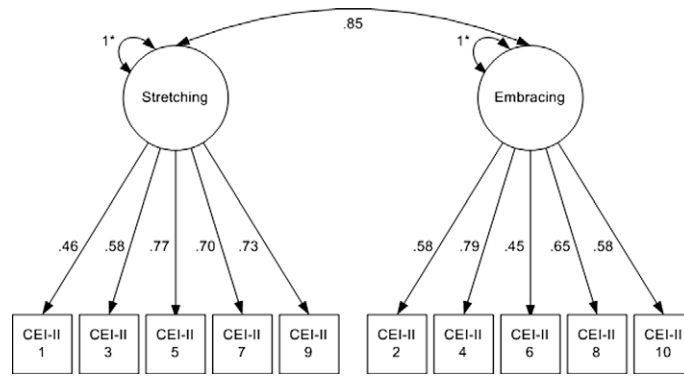 .85
1*
1*
Stretching
Embracing
.46
.58
.77
.70
.73
.58
.79
.45
.65
.58
CEI-II
1
CEI-II
3
CEI-II
5
CEI-II
7
CEI-II
9
CEI-II
2
CEI-II
4
CEI-II
6
CEI-II
8
CEI-II
10